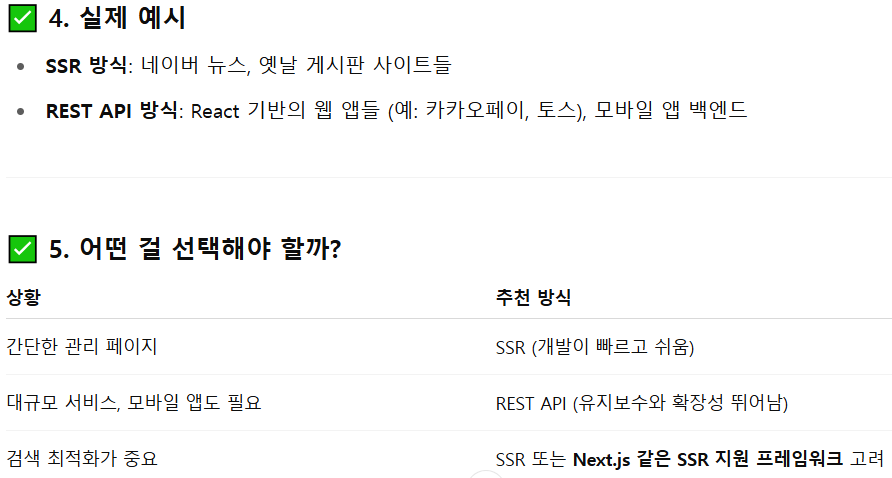 ✅ 4. 실제 예시
• SSR 방식: 네이버 뉴스, 옛날 게시판 사이트들
• REST API 방식: React 기반의 웹 앱들 (예: 카카오페이, 토스), 모바일 앱 백엔드
✅ 5. 어떤 걸 선택해야 할까?
상황 추천 방식
간단한 관리 페이지 SSR (개발이 빠르고 쉬움)
대규모 서비스, 모바일 앱도 필요 REST API (유지보수와 확장성 뛰어남)
검색 최적화가 중요 SSR 또는 Next.js 같은 SSR 지원 프레임워크 고려